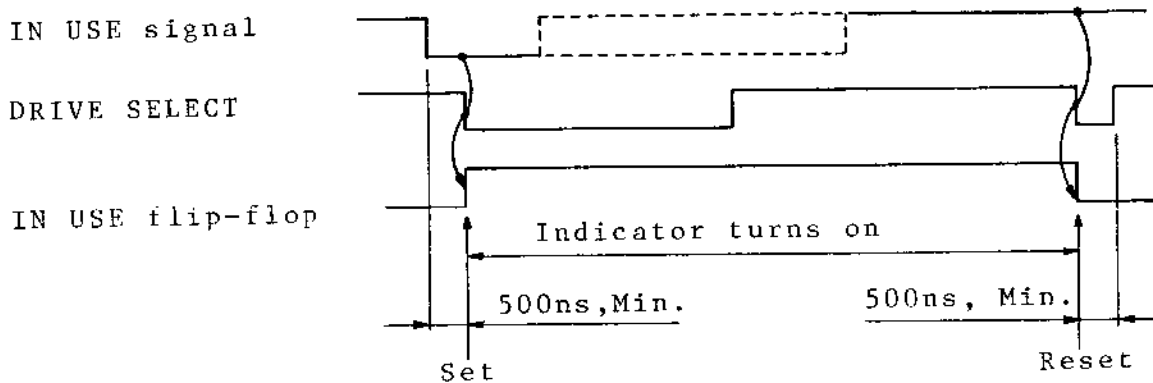 IN USE signal
DRIVE SELECT
IN USE flip-flop
Indicator turns on
500ns,Min.
500ns, Min.
Set
Reset